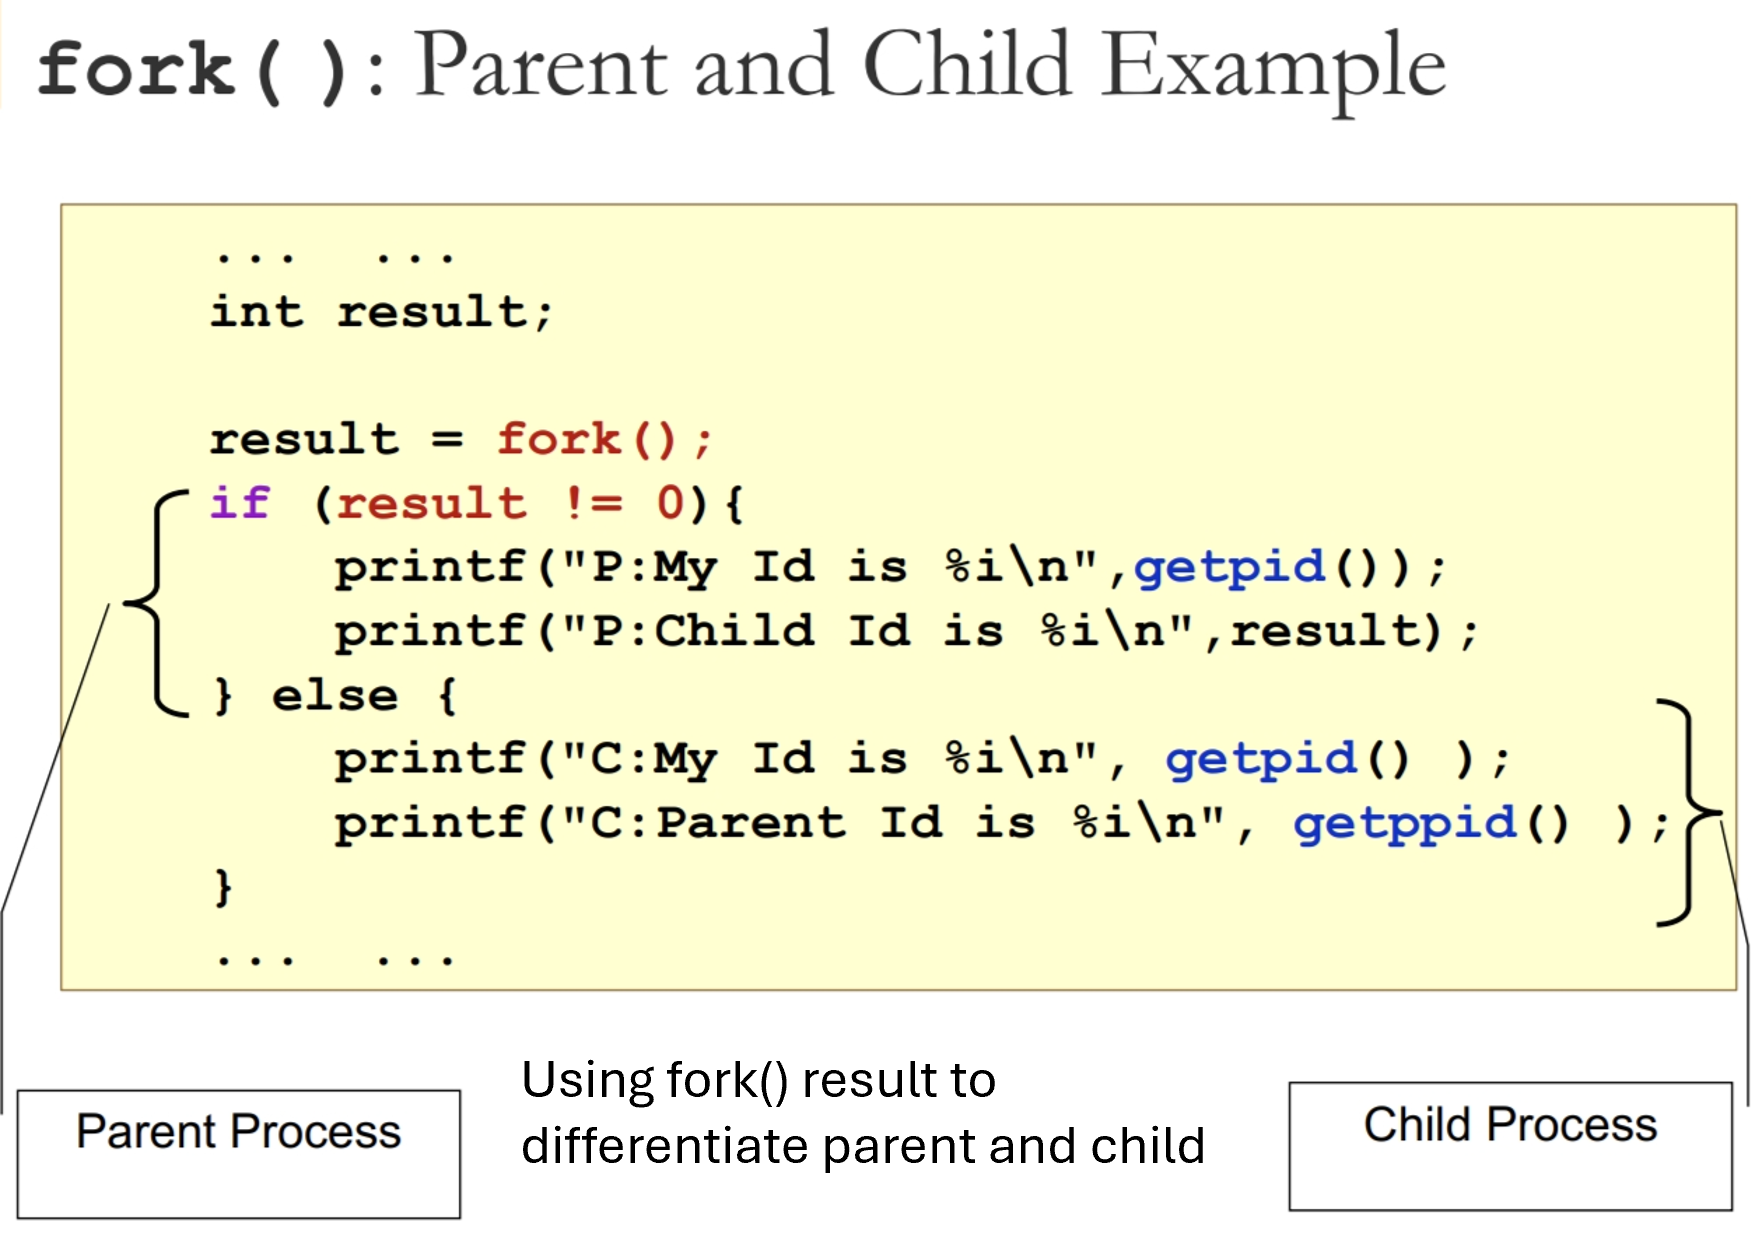 fork(): Parent and Child Example
... ...
int result;
result = fork();
if (result != 0){
printf("P:My Id is %i\n",getpid());
printf("P:Child Id is %i\n",result);
} else {
printf("C:My Id is %i\n", getpid() );
printf("C:Parent Id is %i\n", getppid() );
}
... ...
Parent Process
Using fork() result to
differentiate parent and child
Child Process